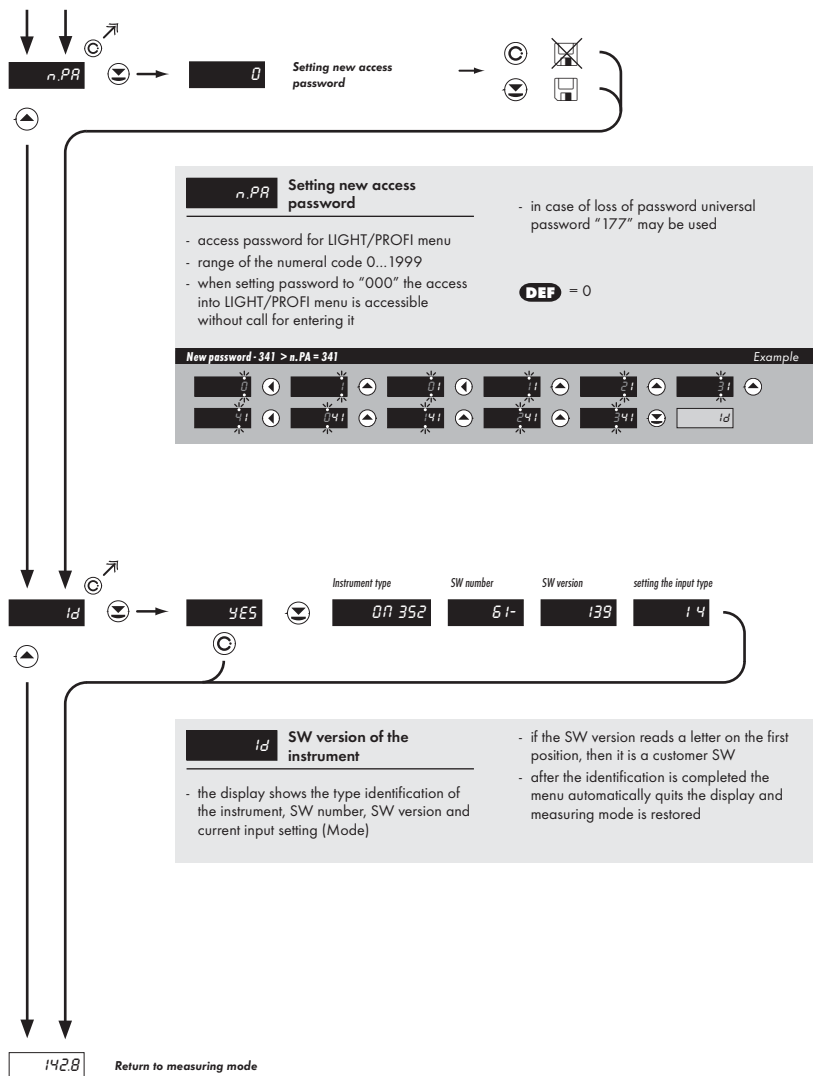 n.PA
0
Setting new access
password
n.PA
Setting new access
password
- access password for LIGHT/PROFI menu
- range of the numeral code 0...1999
- when setting password to “000” the access
into LIGHT/PROFI menu is accessible
without call for entering it
- in case of loss of password universal
password “177” may be used
DEF = 0
New password - 341 > n.PA = 341
Example
0 1 01 11 21 31
41 041 141 241 341 Id
Instrument type SW number SW version setting the input type
Id YES OM 352 61- 139 I 4
Id
SW version of the
instrument
- the display shows the type identification of
the instrument, SW number, SW version and
current input setting (Mode)
- if the SW version reads a letter on the first
position, then it is a customer SW
- after the identification is completed the
menu automatically quits the display and
measuring mode is restored
142.8
Return to measuring mode